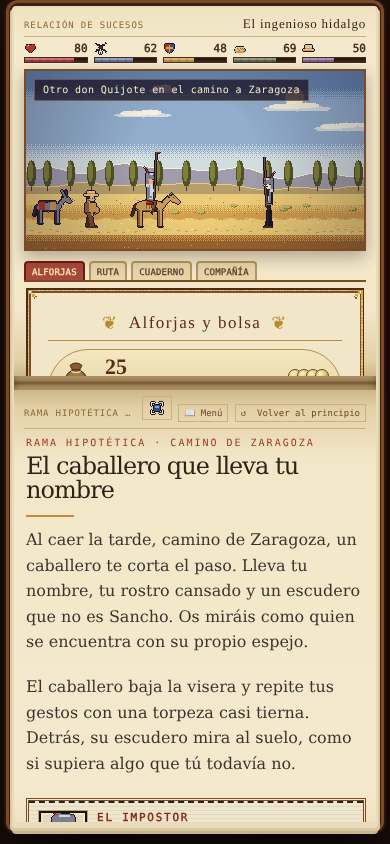 RELACIÓN DE SUCESOS
El ingenioso hidalgo
80 62 48 69 50
Otro don Quijote en el camino a Zaragoza
ALFORJAS RUTA CUADERNO COMPAÑÍA
Alforjas y bolsa
25
RAMA HIPOTÉTICA … Menú ↺ Volver al principio
RAMA HIPOTÉTICA · CAMINO DE ZARAGOZA
El caballero que lleva tu
nombre
Al caer la tarde, camino de Zaragoza, un
caballero te corta el paso. Lleva tu
nombre, tu rostro cansado y un escudero
que no es Sancho. Os miráis como quien
se encuentra con su propio espejo.
El caballero baja la visera y repite tus
gestos con una torpeza casi tierna.
Detrás, su escudero mira al suelo, como
si supiera algo que tú todavía no.
EL IMPOSTOR